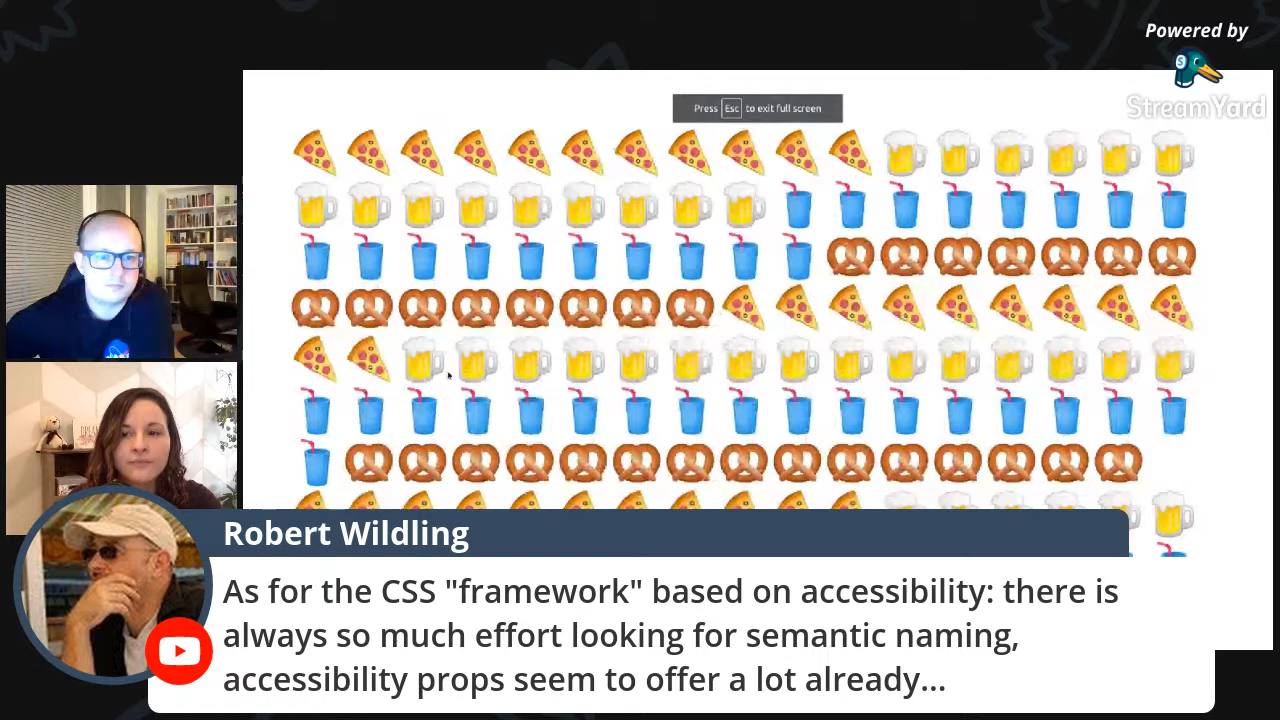 Powered by
StreamYard
Press Esc to exit full screen
Robert Wildling
As for the CSS "framework" based on accessibility: there is
always so much effort looking for semantic naming,
accessibility props seem to offer a lot already...